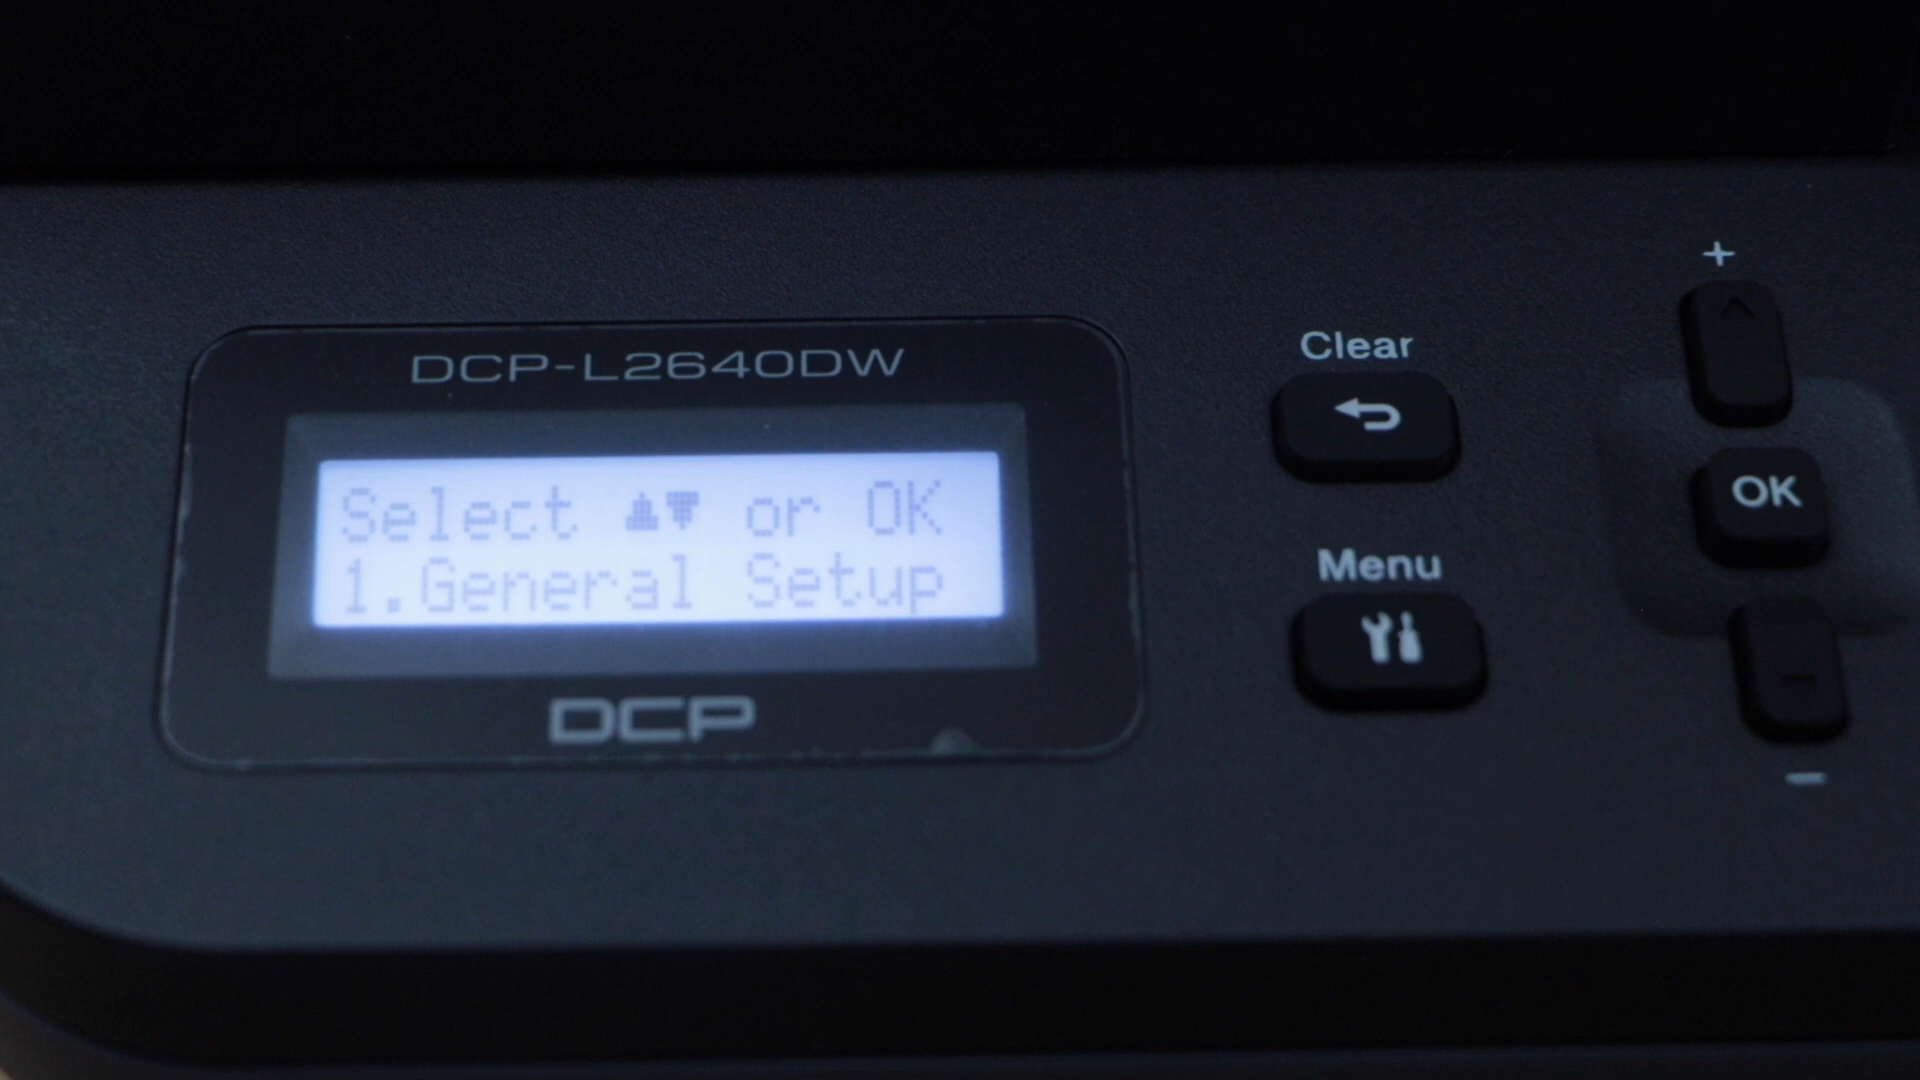 DCP-L2640DW
Select ▲▼ or OK
1.General Setup
DCP
Clear
Menu
+
OK
-